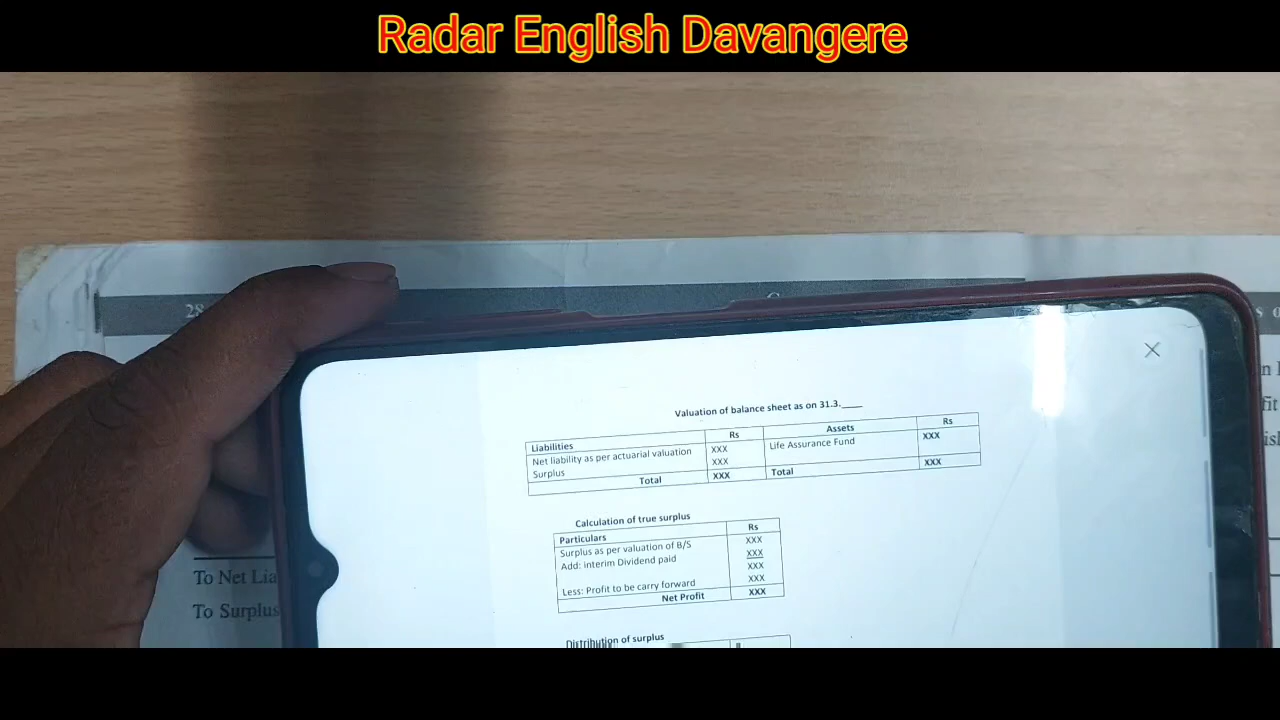 Radar English Davangere
28
Valuation of balance sheet as on 31.3.____
Liabilities Rs Assets Rs
Net liability as per actuarial valuation XXX Life Assurance Fund XXX
Surplus XXX
Total XXX Total XXX
Calculation of true surplus
Particulars Rs
Surplus as per valuation of B/S XXX
Add: interim Dividend paid XXX
XXX
Less: Profit to be carry forward XXX
Net Profit XXX
Distribution of surplus
To Net Lia
To Surplus